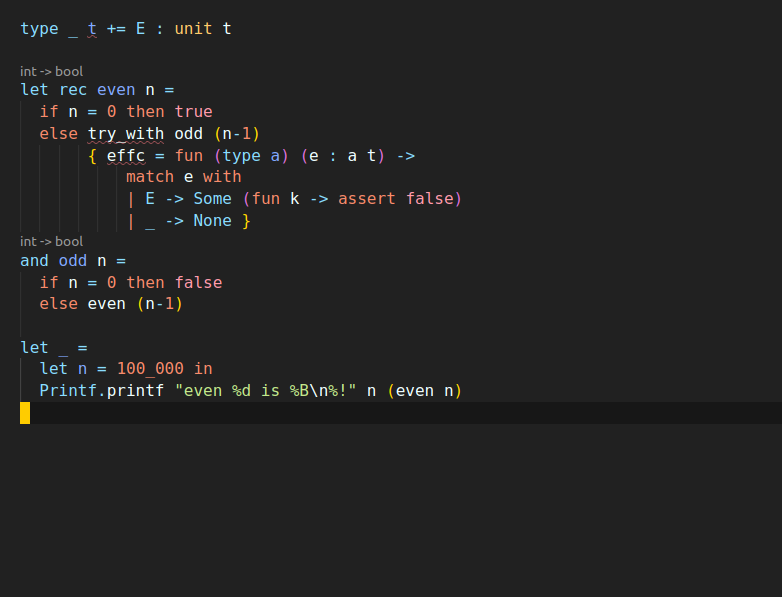 type _ t += E : unit t
int -> bool
let rec even n =
if n = 0 then true
else try_with odd (n-1)
{ effc = fun (type a) (e : a t) ->
match e with
| E -> Some (fun k -> assert false)
| _ -> None }
int -> bool
and odd n =
if n = 0 then false
else even (n-1)
let _ =
let n = 100_000 in
Printf.printf "even %d is %B\n%!" n (even n)